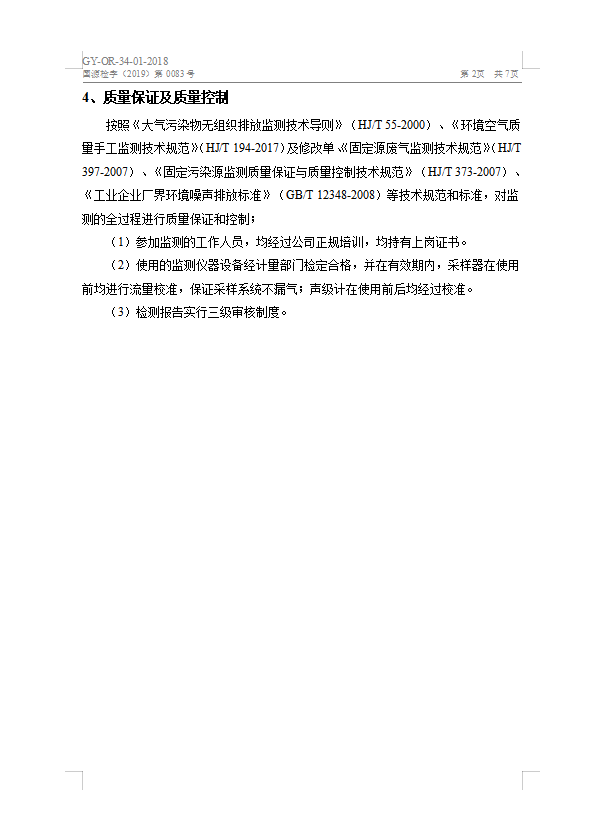 GY-OR-34-01-2018
国源检字（2019）第 0083 号 第 2页 共 7页
4、质量保证及质量控制
按照《大气污染物无组织排放监测技术导则》（HJ/T 55-2000）、《环境空气质
量手工监测技术规范》（HJ/T 194-2017）及修改单、《固定源废气监测技术规范》（HJ/T
397-2007）、《固定污染源监测质量保证与质量控制技术规范》（HJ/T 373-2007）、
《工业企业厂界环境噪声排放标准》（GB/T 12348-2008）等技术规范和标准，对监
测的全过程进行质量保证和控制；
（1）参加监测的工作人员，均经过公司正规培训，均持有上岗证书。
（2）使用的监测仪器设备经计量部门检定合格，并在有效期内，采样器在使用
前均进行流量校准，保证采样系统不漏气；声级计在使用前后均经过校准。
（3）检测报告实行三级审核制度。